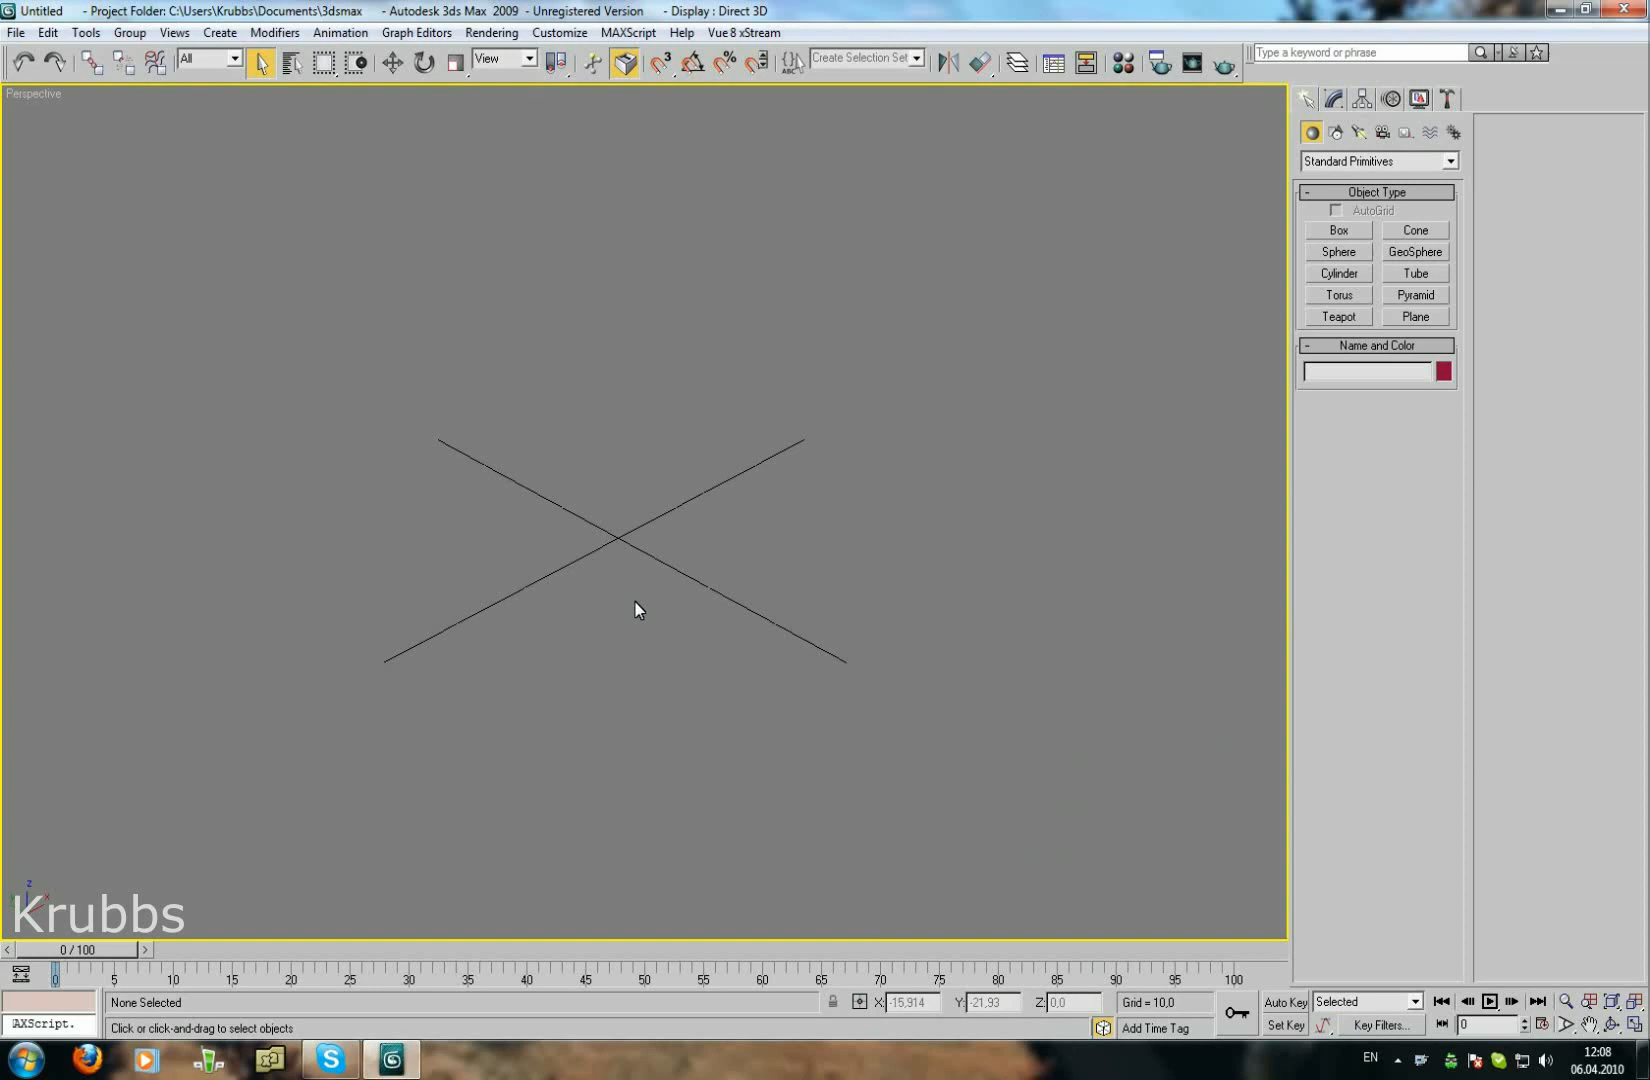 Untitled - Project Folder: C:\Users\Krubbs\Documents\3dsmax - Autodesk 3ds Max 2009 - Unregistered Version - Display : Direct 3D
File Edit Tools Group Views Create Modifiers Animation Graph Editors Rendering Customize MAXScript Help Vue 8 xStream
All View Create Selection Set Type a keyword or phrase
Perspective
Standard Primitives
Object Type
AutoGrid
Box Cone
Sphere GeoSphere
Cylinder Tube
Torus Pyramid
Teapot Plane
Name and Color
z
x
Krubbs
0 / 100
0 5 10 15 20 25 30 35 40 45 50 55 60 65 70 75 80 85 90 95 100
None Selected X: -15,914 Y: -21,93 Z: 0,0 Grid = 10,0 Auto Key Selected
AXScript. Click or click-and-drag to select objects Add Time Tag Set Key Key Filters... 0
EN 12:08
06.04.2010